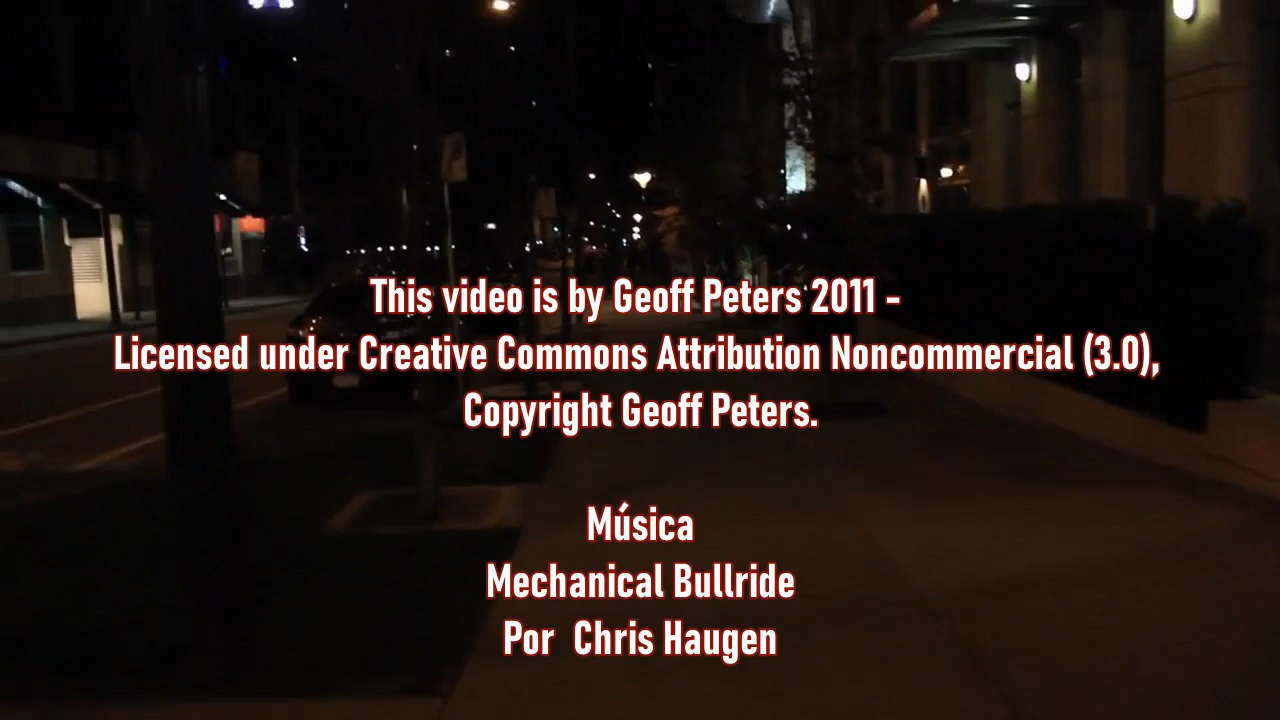 This video is by Geoff Peters 2011 -
Licensed under Creative Commons Attribution Noncommercial (3.0),
Copyright Geoff Peters.
Música
Mechanical Bullride
Por  Chris Haugen